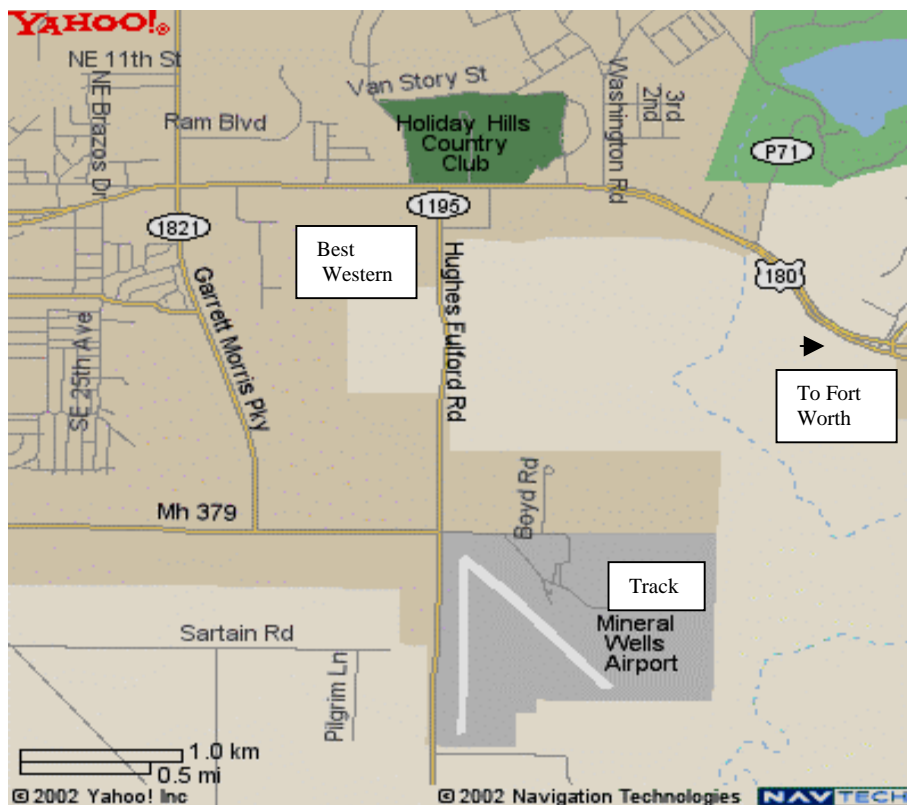 YAHOO!®
NE 11th St
NE Brazos Dr
Van Story St
Ram Blvd
Holiday Hills
Country
Club
Washington Rd
2nd
3rd
P71
1821
1195
Best
Western
180
Garrett Morris Pky
Hughes Fulford Rd
SE 25th Ave
To Fort
Worth
Mh 379
Boyd Rd
Track
Mineral
Wells
Airport
Sartain Rd
Pilgrim Ln
1.0 km
0.5 mi
© 2002 Yahoo! Inc
© 2002 Navigation Technologies
NAVTECH